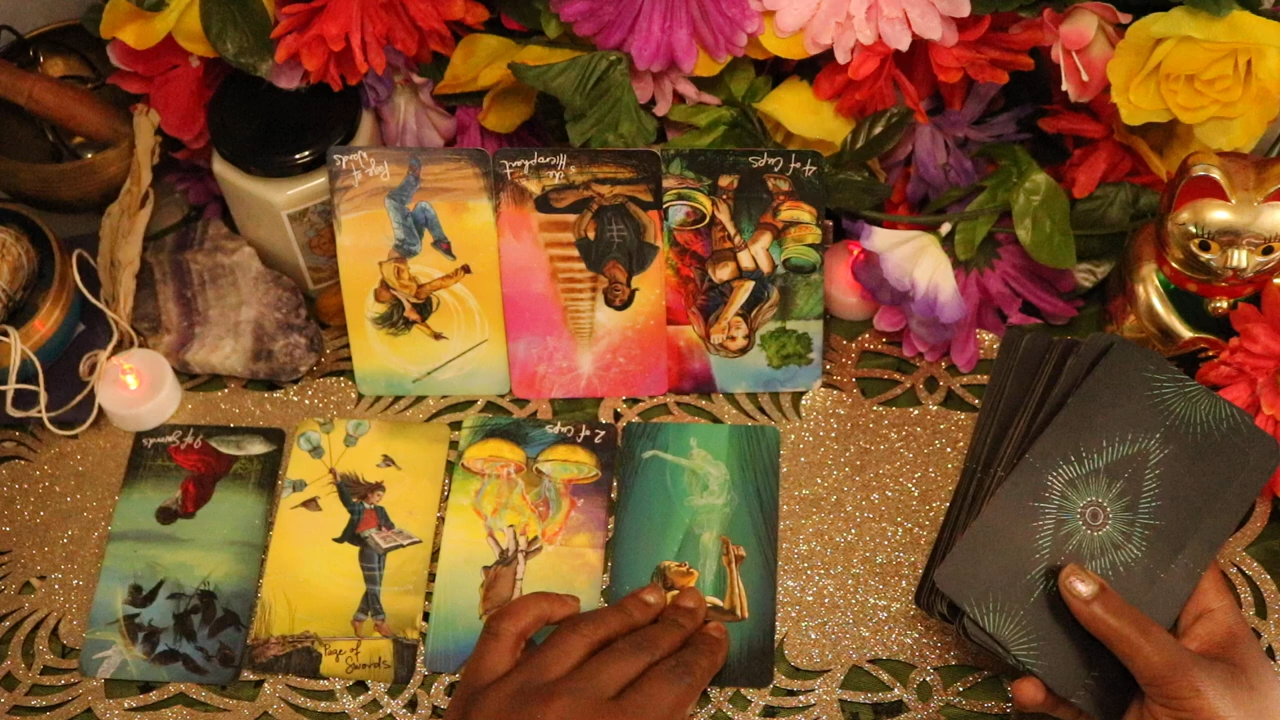 Page of
Wands
the
Hierophant
4 of Cups
9 of Swords
Page of
Swords
2 of Cups